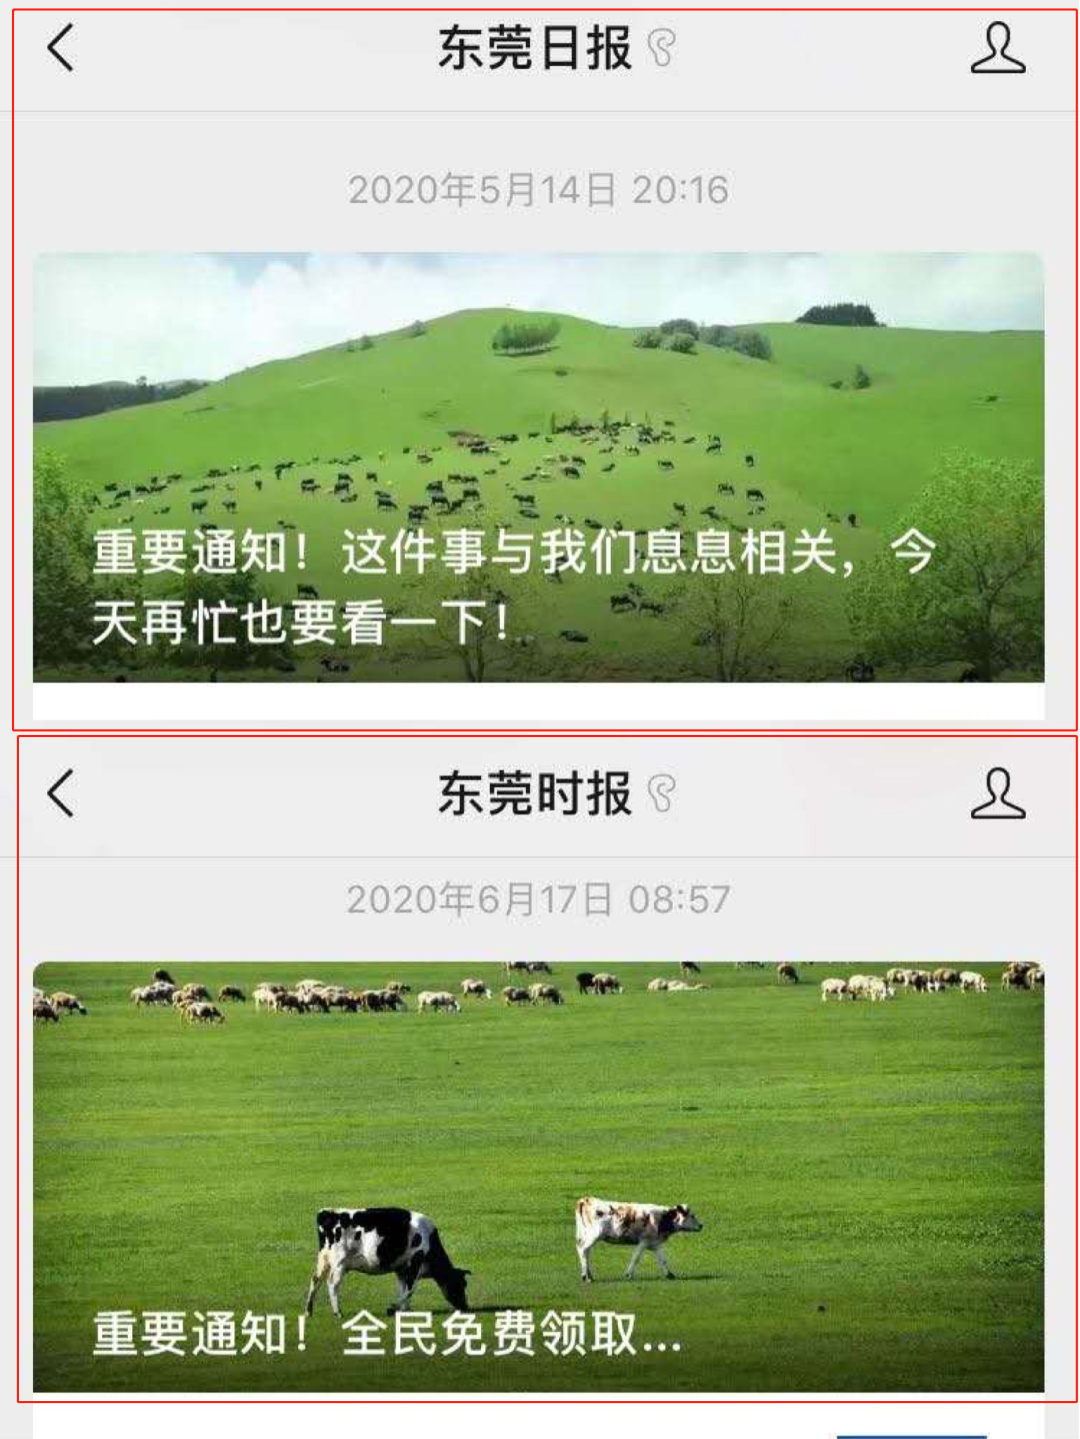 东莞日报
2020年5月14日 20:16
重要通知！这件事与我们息息相关，今
天再忙也要看一下！
东莞时报
2020年6月17日 08:57
重要通知！全民免费领取...